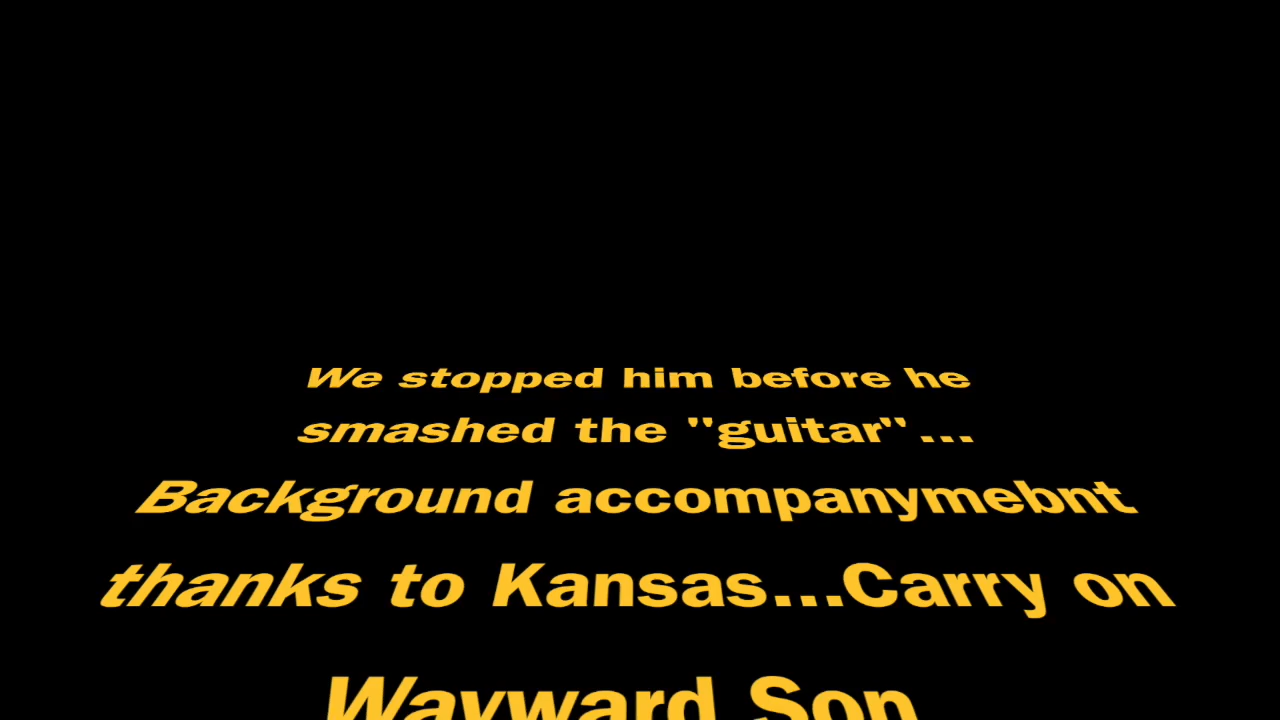 We stopped him before he
smashed the "guitar"...
Background accompanymebnt
thanks to Kansas...Carry on
Wayward Son